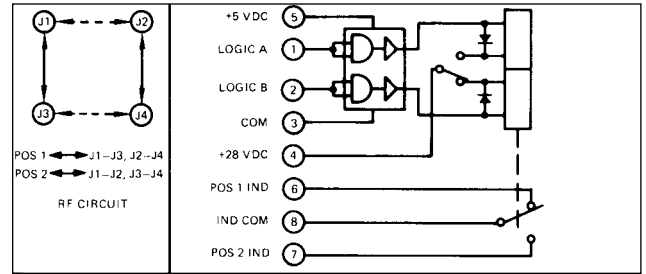 J1 J2
J3 J4
POS 1 J1–J3, J2–J4
POS 2 J1–J2, J3–J4
RF CIRCUIT
+5 VDC 5
LOGIC A 1
LOGIC B 2
COM 3
+28 VDC 4
POS 1 IND 6
IND COM 8
POS 2 IND 7